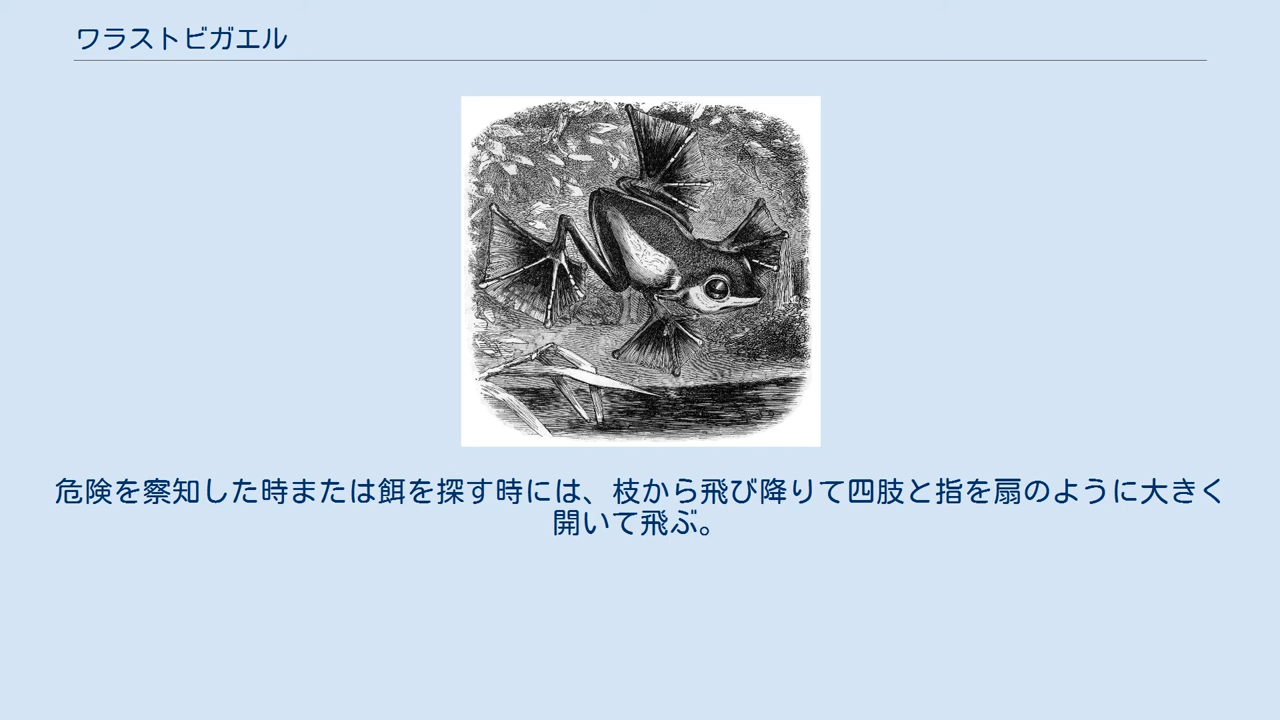 ワラストビガエル
危険を察知した時または餌を探す時には、枝から飛び降りて四肢と指を扇のように大きく
開いて飛ぶ。